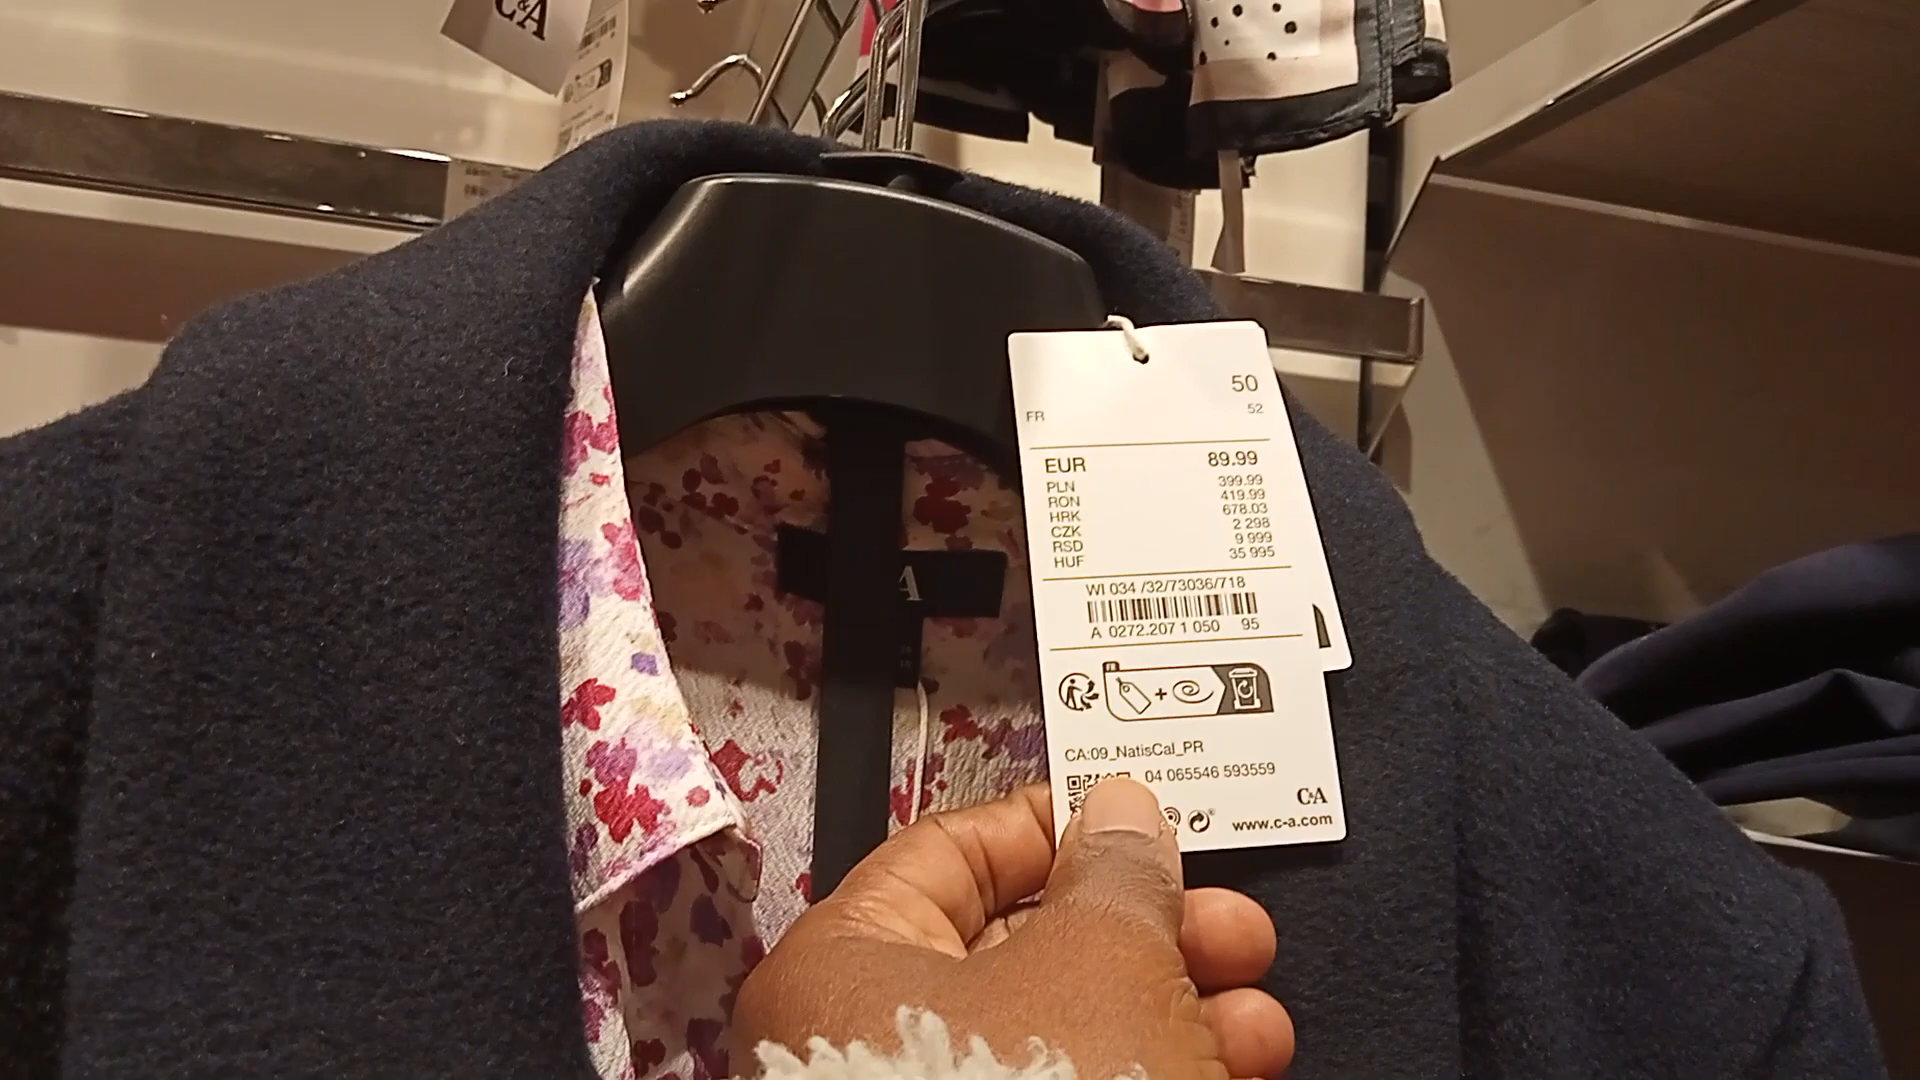 C&A
50
FR 52
EUR 89.99
PLN 399.99
RON 419.99
HRK 678.03
CZK 2 298
RSD 9 999
HUF 35 995
WI 034 /32/73036/718
A 0272.207 1 050 95
FR
CA:09_NatisCal_PR
04 065546 593559
C&A
www.c-a.com
A